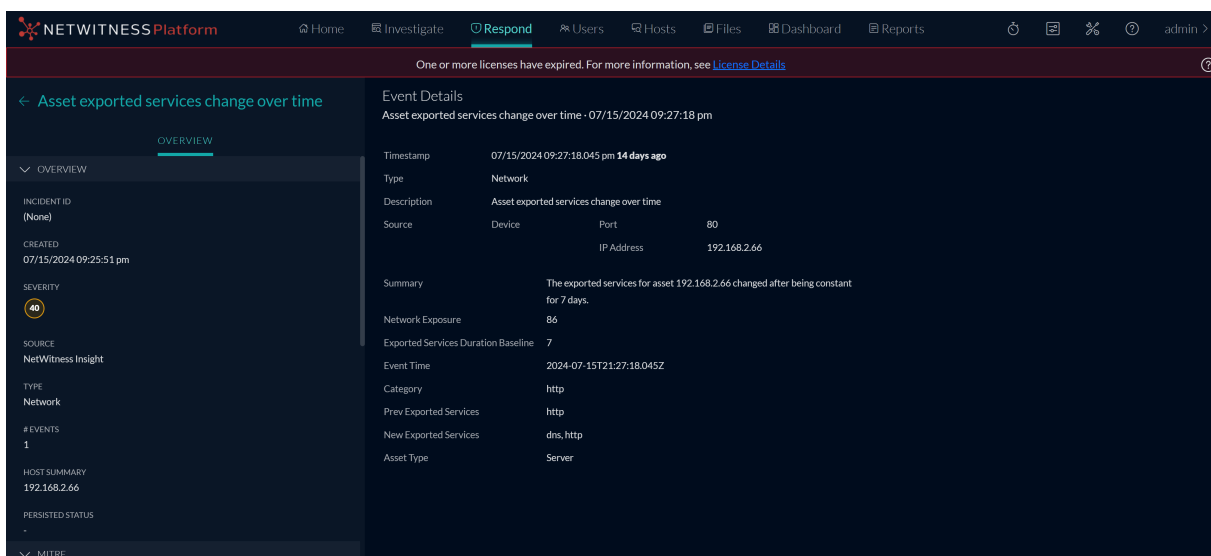 NETWITNESS Platform
Home
Investigate
Respond
Users
Hosts
Files
Dashboard
Reports
admin
One or more licenses have expired. For more information, see License Details
Asset exported services change over time
OVERVIEW
OVERVIEW
INCIDENT ID
(None)
CREATED
07/15/2024 09:25:51 pm
SEVERITY
40
SOURCE
NetWitness Insight
TYPE
Network
# EVENTS
1
HOST SUMMARY
192.168.2.66
PERSISTED STATUS
-
MITRE
Event Details
Asset exported services change over time · 07/15/2024 09:27:18 pm
Timestamp 07/15/2024 09:27:18.045 pm 14 days ago
Type Network
Description Asset exported services change over time
Source Device Port 80
IP Address 192.168.2.66
Summary The exported services for asset 192.168.2.66 changed after being constant
for 7 days.
Network Exposure 86
Exported Services Duration Baseline 7
Event Time 2024-07-15T21:27:18.045Z
Category http
Prev Exported Services http
New Exported Services dns, http
Asset Type Server